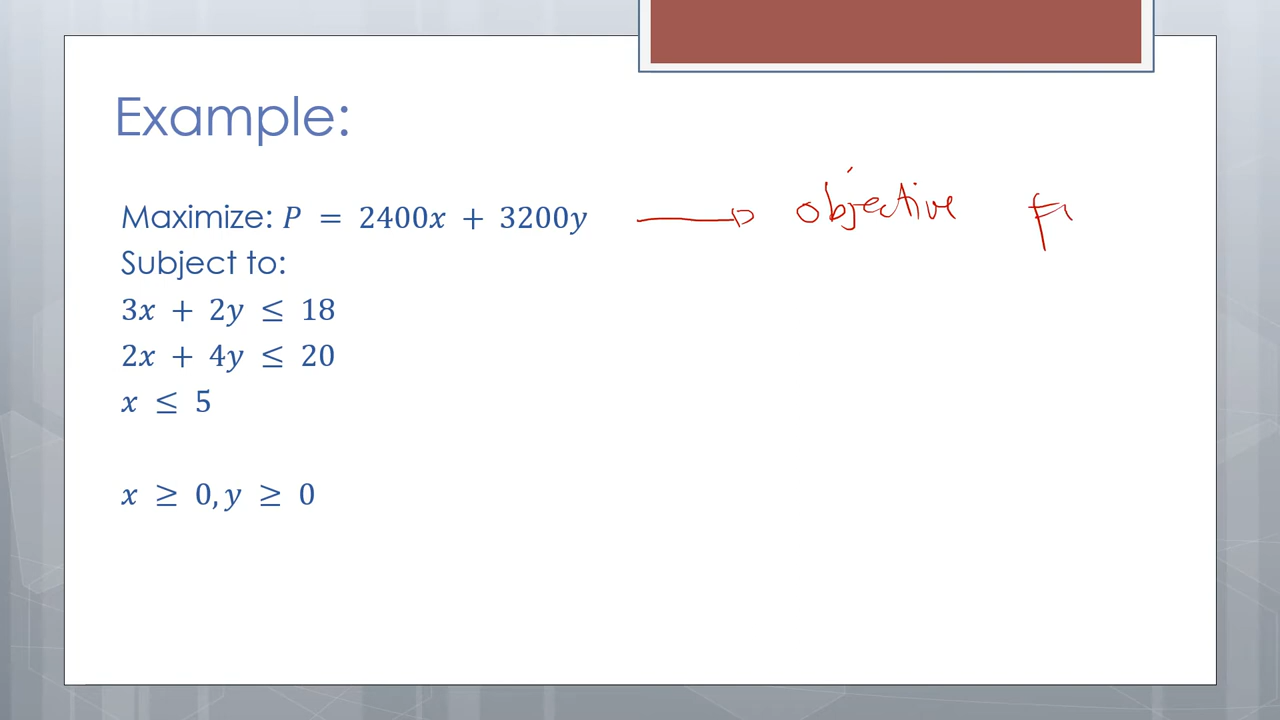 Example:
Maximize: P = 2400x + 3200y objective
Subject to:
3x + 2y ≤ 18
2x + 4y ≤ 20
x ≤ 5
x ≥ 0, y ≥ 0